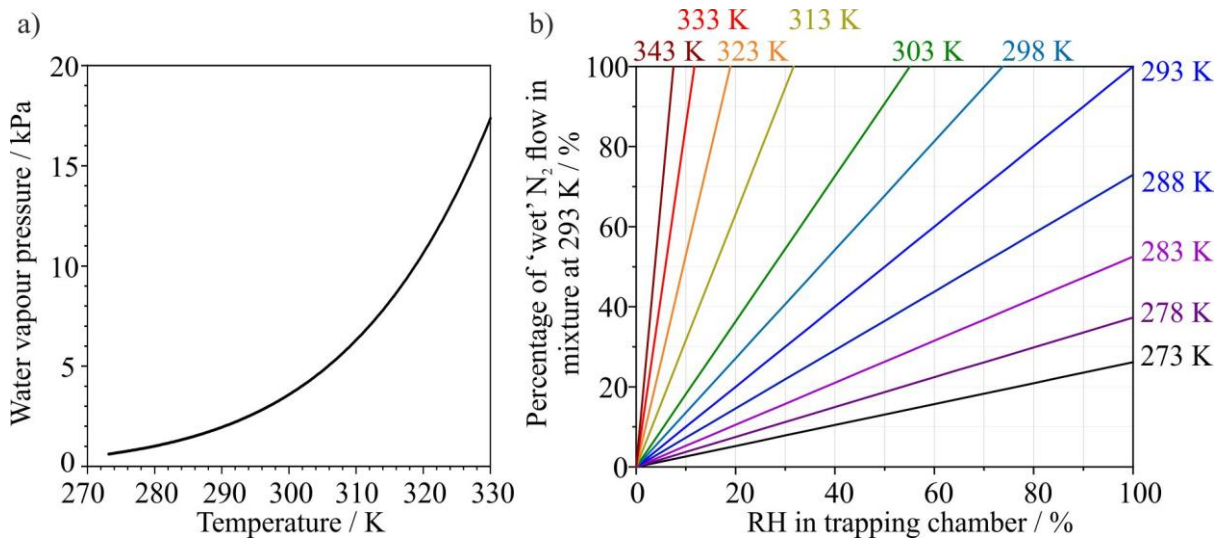 a)
20
15
10
5
0
Water vapour pressure / kPa
270 280 290 300 310 320 330
Temperature / K
b)
333 K 313 K
343 K 323 K 303 K 298 K
100
80
60
40
20
0
Percentage of ‘wet’ N₂ flow in
mixture at 293 K / %
293 K
288 K
283 K
278 K
273 K
0 20 40 60 80 100
RH in trapping chamber / %